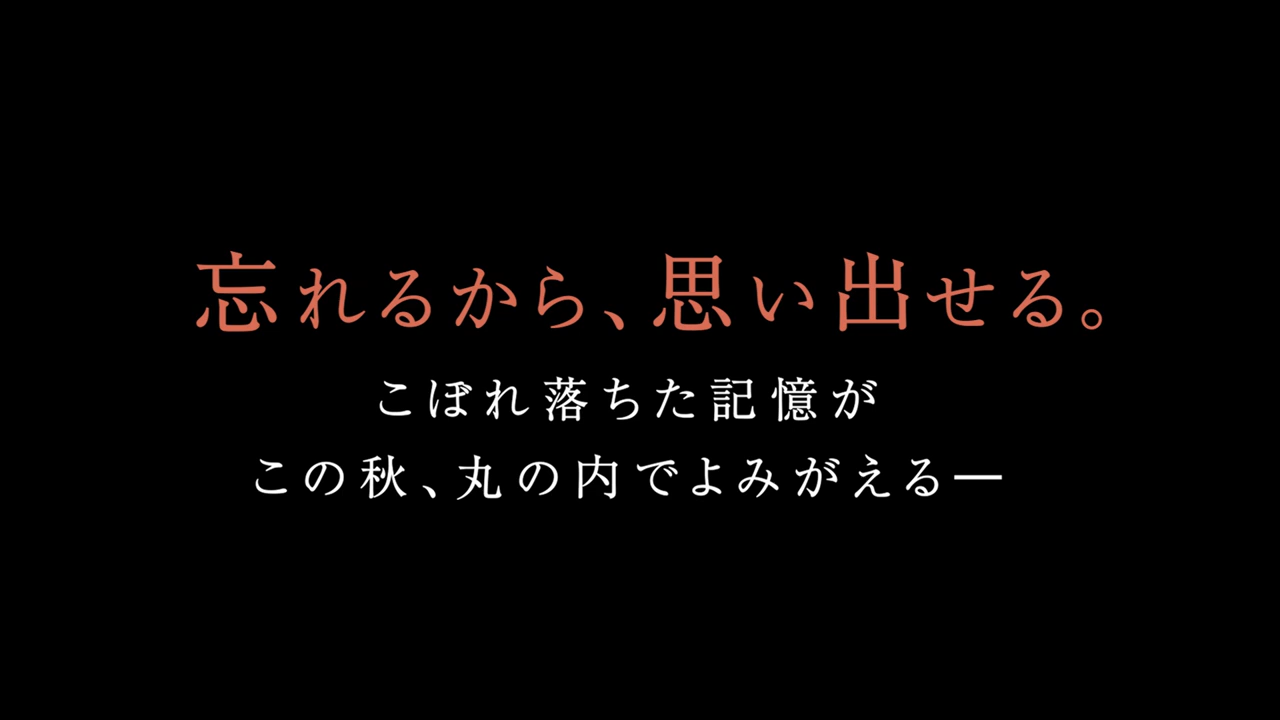 忘れるから、思い出せる。
こぼれ落ちた記憶が
この秋、丸の内でよみがえる―